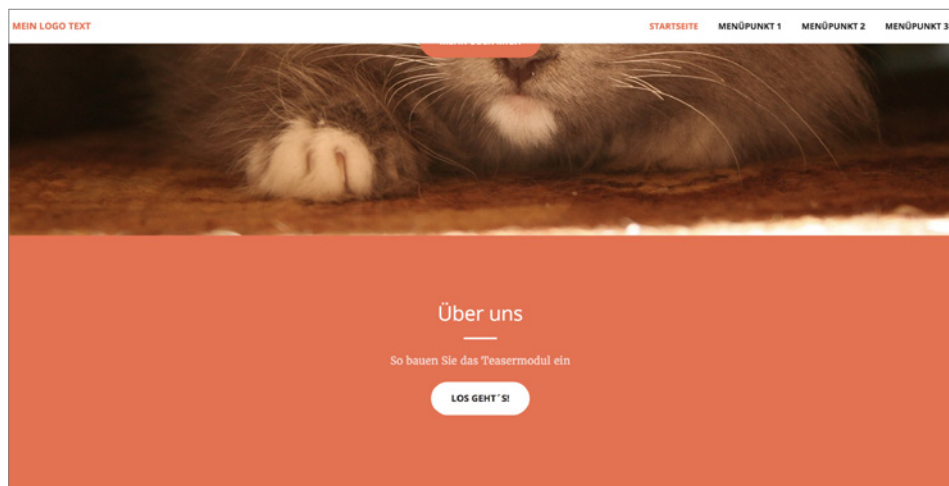 MEIN LOGO TEXT
STARTSEITE MENÜPUNKT 1 MENÜPUNKT 2 MENÜPUNKT 3
Über uns
So bauen Sie das Teasermodul ein
LOS GEHT´S!